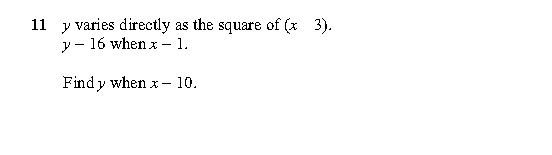 11 y varies directly as the square of (x 3).
y – 16 when x – 1.
Find y when x – 10.